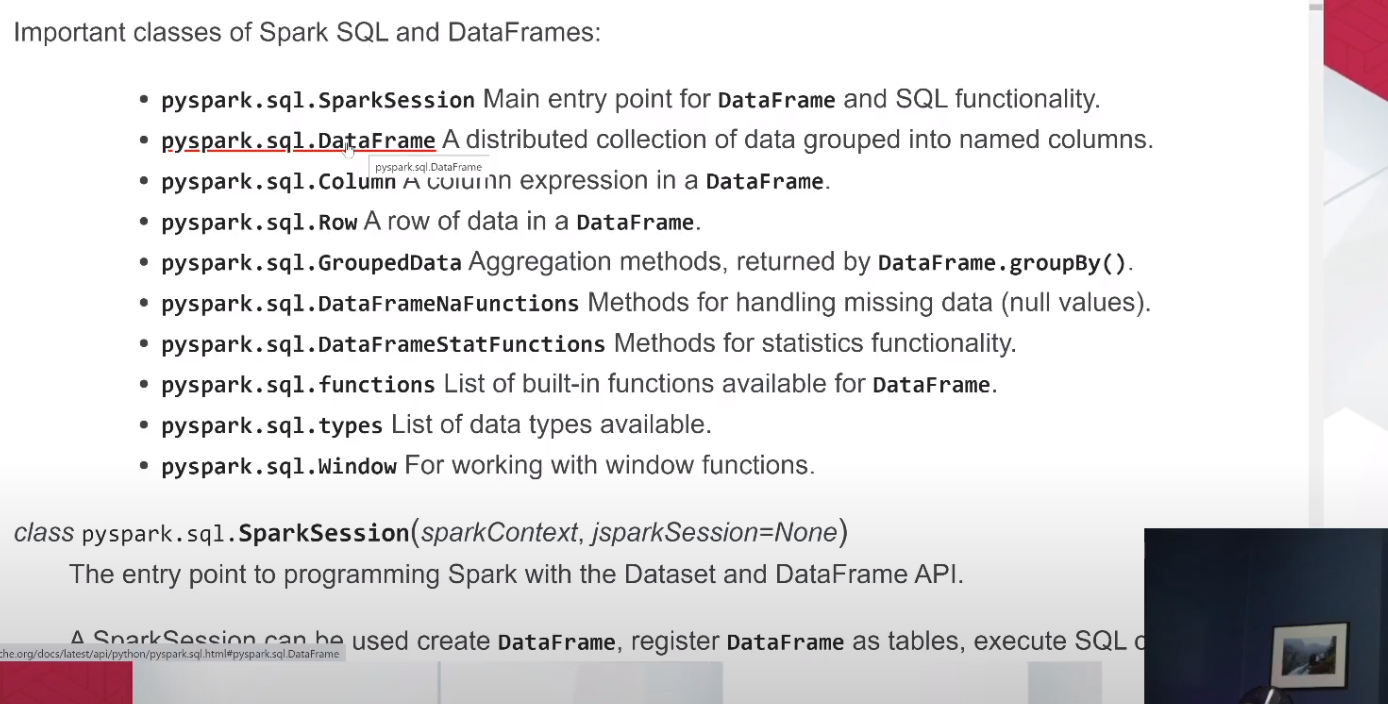 Important classes of Spark SQL and DataFrames:
• pyspark.sql.SparkSession Main entry point for DataFrame and SQL functionality.
• pyspark.sql.DataFrame A distributed collection of data grouped into named columns.
pyspark.sql.DataFrame
• pyspark.sql.Column A column expression in a DataFrame.
• pyspark.sql.Row A row of data in a DataFrame.
• pyspark.sql.GroupedData Aggregation methods, returned by DataFrame.groupBy().
• pyspark.sql.DataFrameNaFunctions Methods for handling missing data (null values).
• pyspark.sql.DataFrameStatFunctions Methods for statistics functionality.
• pyspark.sql.functions List of built-in functions available for DataFrame.
• pyspark.sql.types List of data types available.
• pyspark.sql.Window For working with window functions.
class pyspark.sql.SparkSession(sparkContext, jsparkSession=None)
The entry point to programming Spark with the Dataset and DataFrame API.
A SparkSession can be used create DataFrame, register DataFrame as tables, execute SQL
che.org/docs/latest/api/python/pyspark.sql.html#pyspark.sql.DataFrame